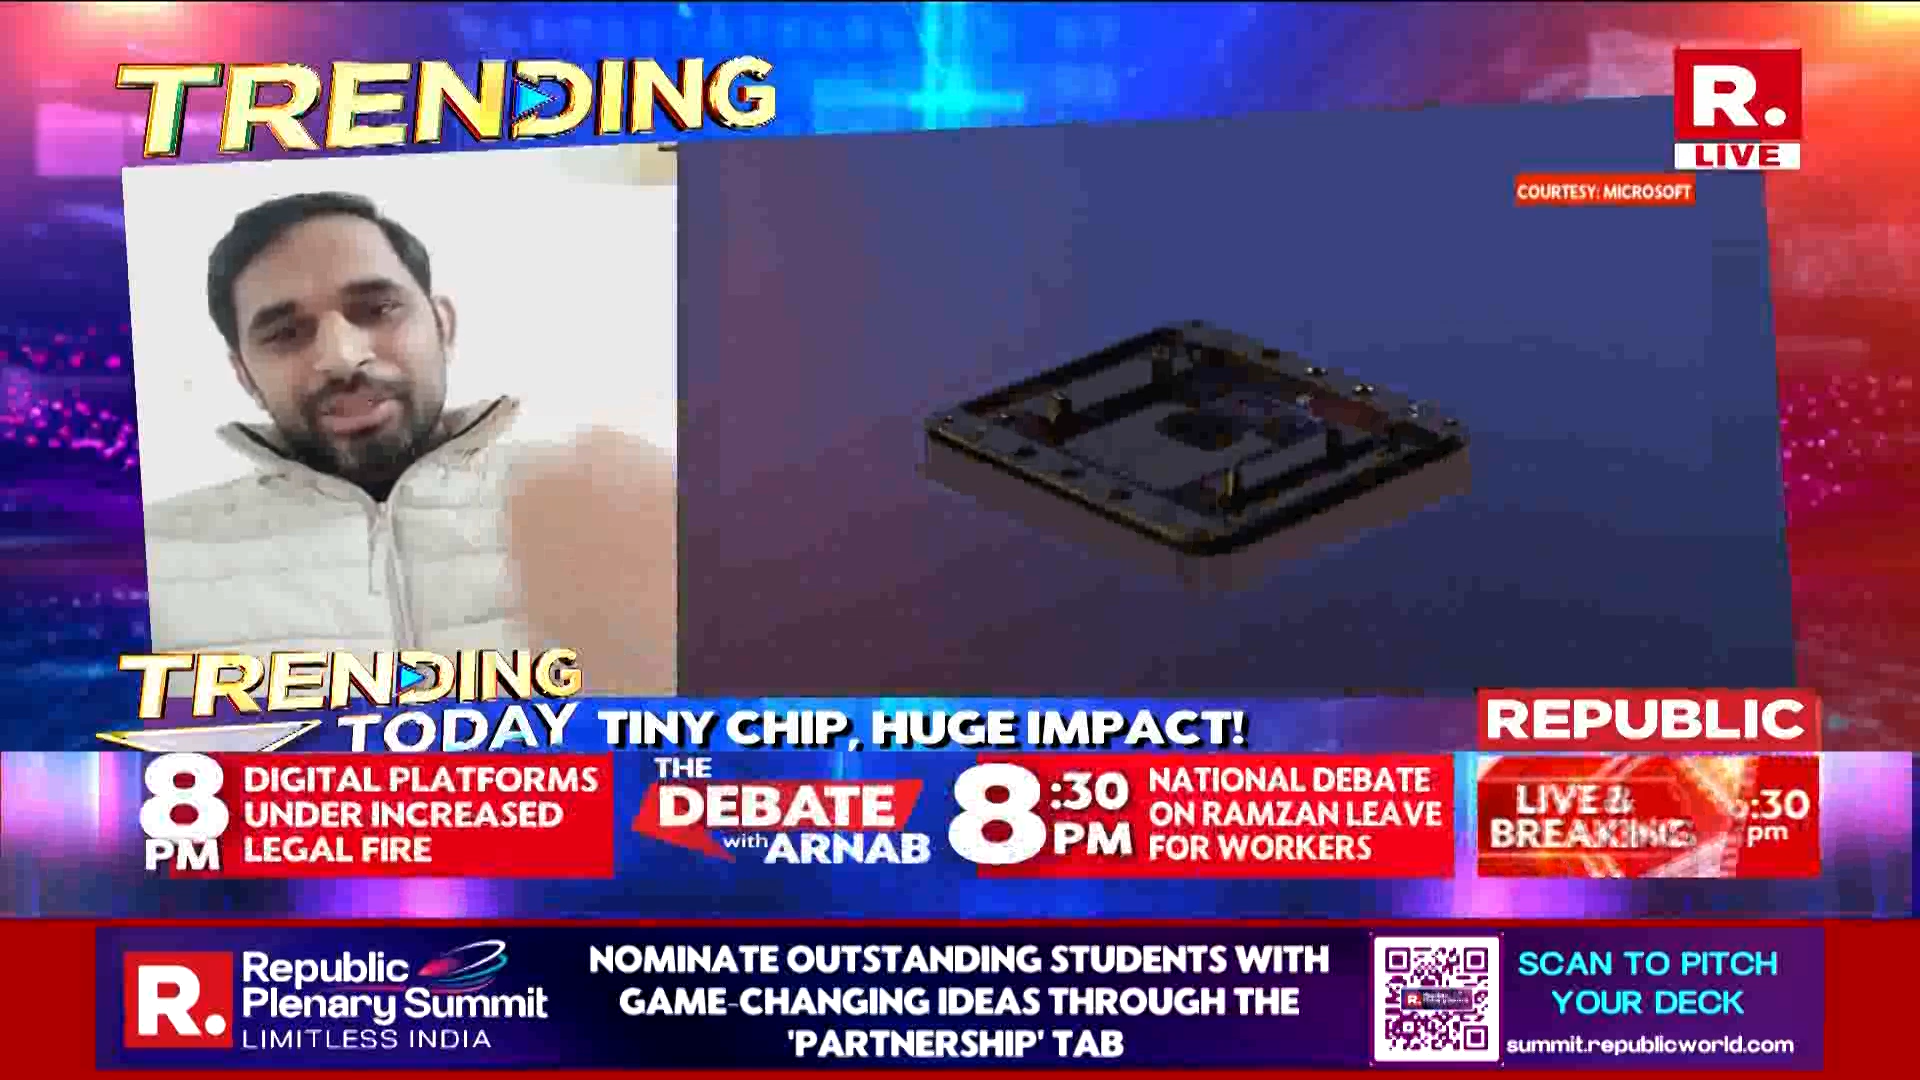 TRENDING
R.
LIVE
COURTESY: MICROSOFT
TRENDING
TODAY
TINY CHIP, HUGE IMPACT!
REPUBLIC
8
PM
DIGITAL PLATFORMS
UNDER INCREASED
LEGAL FIRE
THE
DEBATE
with ARNAB
8:30
PM
NATIONAL DEBATE
ON RAMZAN LEAVE
FOR WORKERS
LIVE &
BREAKING
:30
pm
R.
Republic
Plenary Summit
LIMITLESS INDIA
NOMINATE OUTSTANDING STUDENTS WITH
GAME-CHANGING IDEAS THROUGH THE
'PARTNERSHIP' TAB
SCAN TO PITCH
YOUR DECK
summit.republicworld.com